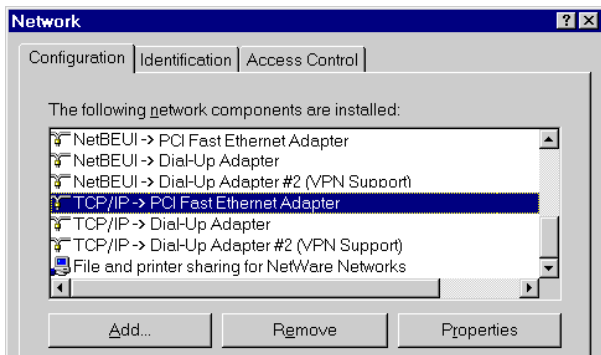 Network
Configuration Identification Access Control
The following network components are installed:
NetBEUI -> PCI Fast Ethernet Adapter
NetBEUI -> Dial-Up Adapter
NetBEUI -> Dial-Up Adapter #2 (VPN Support)
TCP/IP -> PCI Fast Ethernet Adapter
TCP/IP -> Dial-Up Adapter
TCP/IP -> Dial-Up Adapter #2 (VPN Support)
File and printer sharing for NetWare Networks
Add... Remove Properties